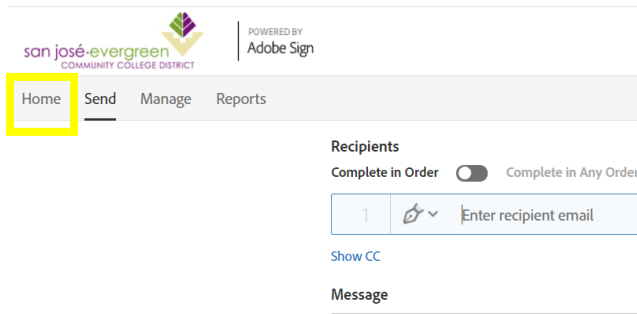 san josé·evergreen
COMMUNITY COLLEGE DISTRICT
POWERED BY
Adobe Sign
Home Send Manage Reports
Recipients
Complete in Order Complete in Any Order
1 Enter recipient email
Show CC
Message